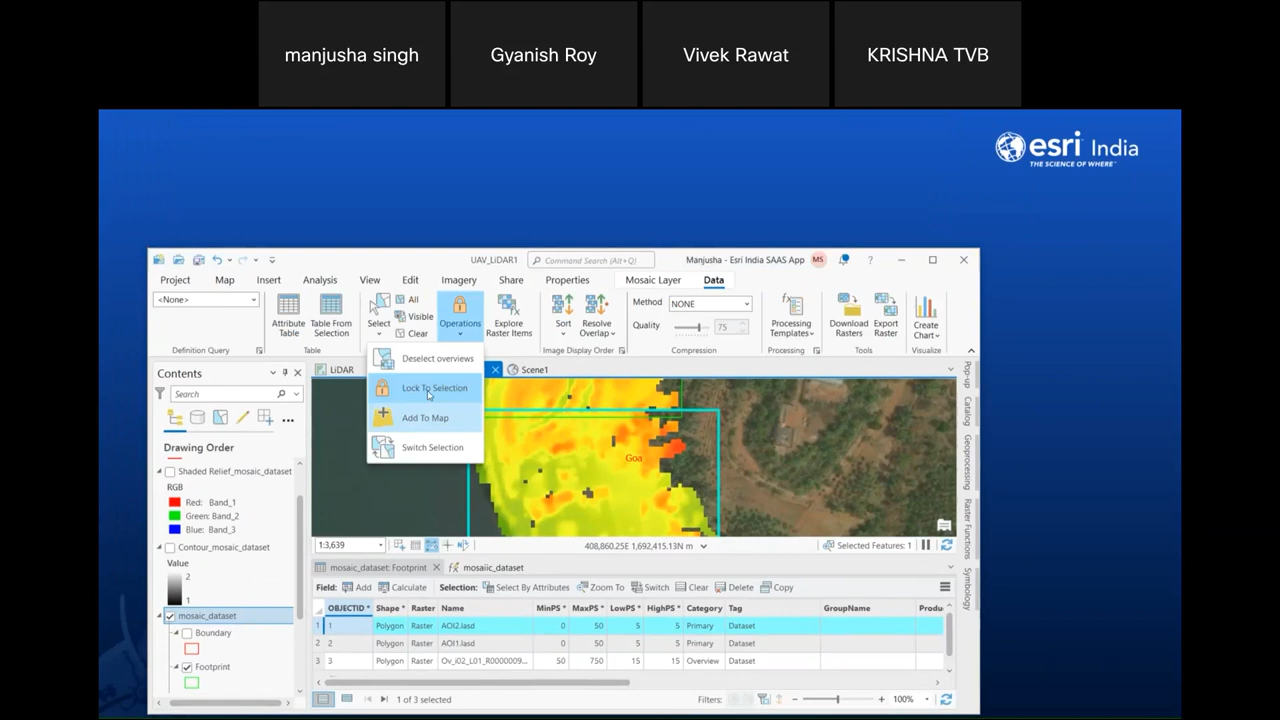 manjusha singh
Gyanish Roy
Vivek Rawat
KRISHNA TVB
esri India
THE SCIENCE OF WHERE™
UAV_LiDAR1
Command Search (Alt+Q)
Manjusha - Esri India SAAS App
MS
?
Project
Map
Insert
Analysis
View
Edit
Imagery
Share
Properties
Mosaic Layer
Data
<None>
Definition Query
Attribute Table
Table From Selection
Table
Select
All
Visible
Clear
Operations
Explore Raster Items
Sort
Resolve Overlap
Image Display Order
Method
NONE
Quality
75
Compression
Processing Templates
Processing
Download Rasters
Export Raster
Tools
Create Chart
Visualize
Deselect overviews
Lock To Selection
Add To Map
Switch Selection
LiDAR
Scene1
Contents
Search
Drawing Order
Shaded Relief_mosaic_dataset
RGB
Red: Band_1
Green: Band_2
Blue: Band_3
Contour_mosaic_dataset
Value
2
1
mosaic_dataset
Boundary
Footprint
Goa
Pop-up
Catalog
Geoprocessing
Raster Functions
Symbology
1:3,639
408,860.25E 1,692,415.13N m
Selected Features: 1
mosaic_dataset: Footprint
mosaiic_dataset
Field: Add Calculate Selection: Select By Attributes Zoom To Switch Clear Delete Copy
OBJECTID * Shape * Raster Name MinPS * MaxPS * LowPS * HighPS * Category Tag GroupName Produ
1 1 Polygon Raster AOI2.lasd 0 50 5 5 Primary Dataset
2 2 Polygon Raster AOI1.lasd 0 50 5 5 Primary Dataset
3 3 Polygon Raster Ov_i02_L01_R0000009... 50 750 15 15 Overview Dataset
1 of 3 selected
Filters:
100%